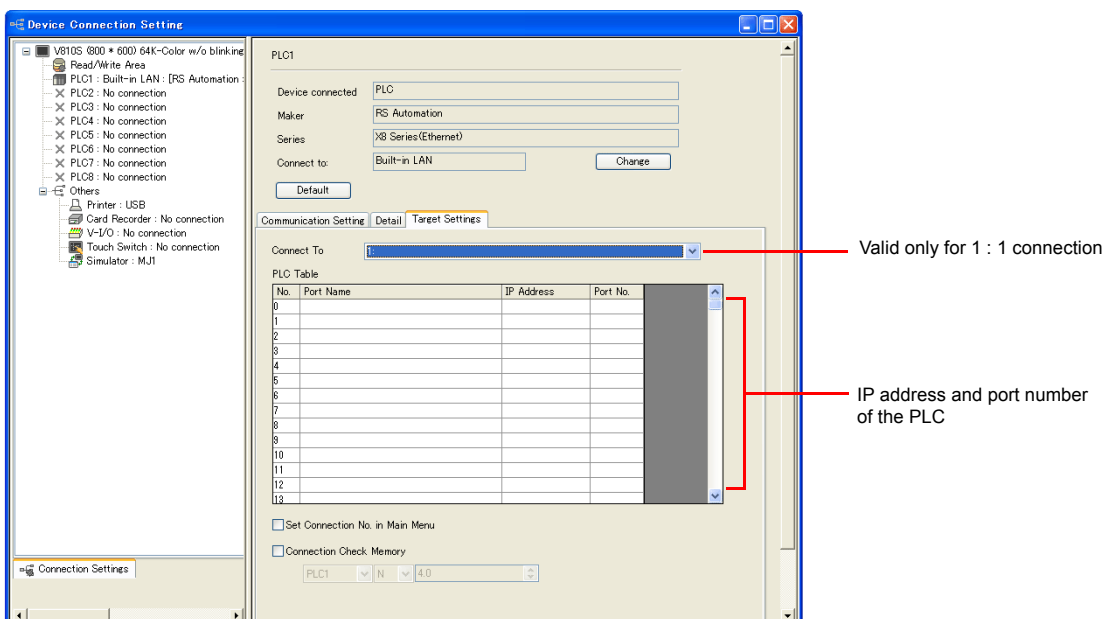 Device Connection Setting
V810S (800 * 600) 64K-Color w/o blinking
Read/Write Area
PLC1 : Built-in LAN : [RS Automation :
PLC2 : No connection
PLC3 : No connection
PLC4 : No connection
PLC5 : No connection
PLC6 : No connection
PLC7 : No connection
PLC8 : No connection
Others
Printer : USB
Card Recorder : No connection
V-I/O : No connection
Touch Switch : No connection
Simulator : MJ1
Connection Settings
PLC1
Device connected PLC
Maker RS Automation
Series X8 Series(Ethernet)
Connect to: Built-in LAN Change
Default
Communication Setting Detail Target Settings
Connect To 1:
PLC Table
No. Port Name IP Address Port No.
0
1
2
3
4
5
6
7
8
9
10
11
12
13
Set Connection No. in Main Menu
Connection Check Memory
PLC1 N 4.0
Valid only for 1 : 1 connection
IP address and port number
of the PLC